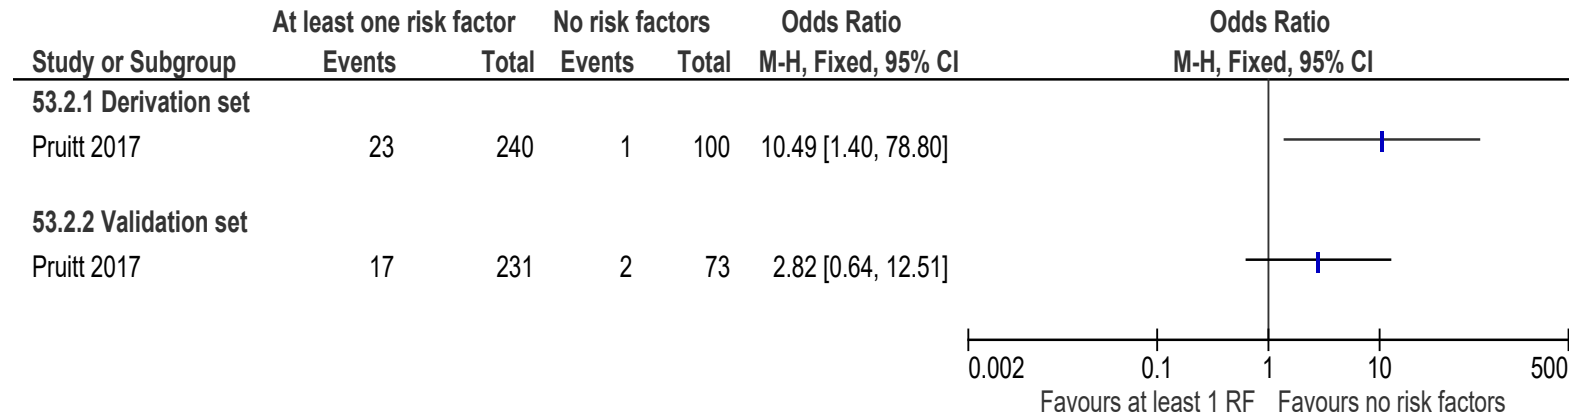 At least one risk factor No risk factors Odds Ratio Odds Ratio
Study or Subgroup Events Total Events Total M-H, Fixed, 95% CI M-H, Fixed, 95% CI
53.2.1 Derivation set
Pruitt 2017 23 240 1 100 10.49 [1.40, 78.80]
53.2.2 Validation set
Pruitt 2017 17 231 2 73 2.82 [0.64, 12.51]
0.002 0.1 1 10 500
Favours at least 1 RF Favours no risk factors